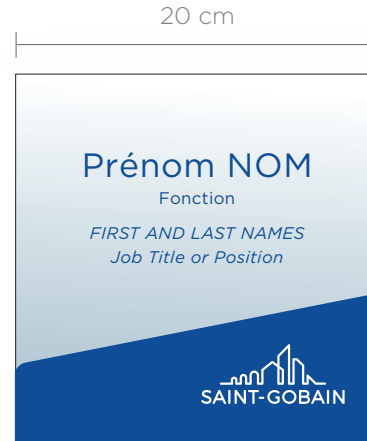 20 cm
Prénom NOM
Fonction
FIRST AND LAST NAMES
Job Title or Position
SAINT-GOBAIN